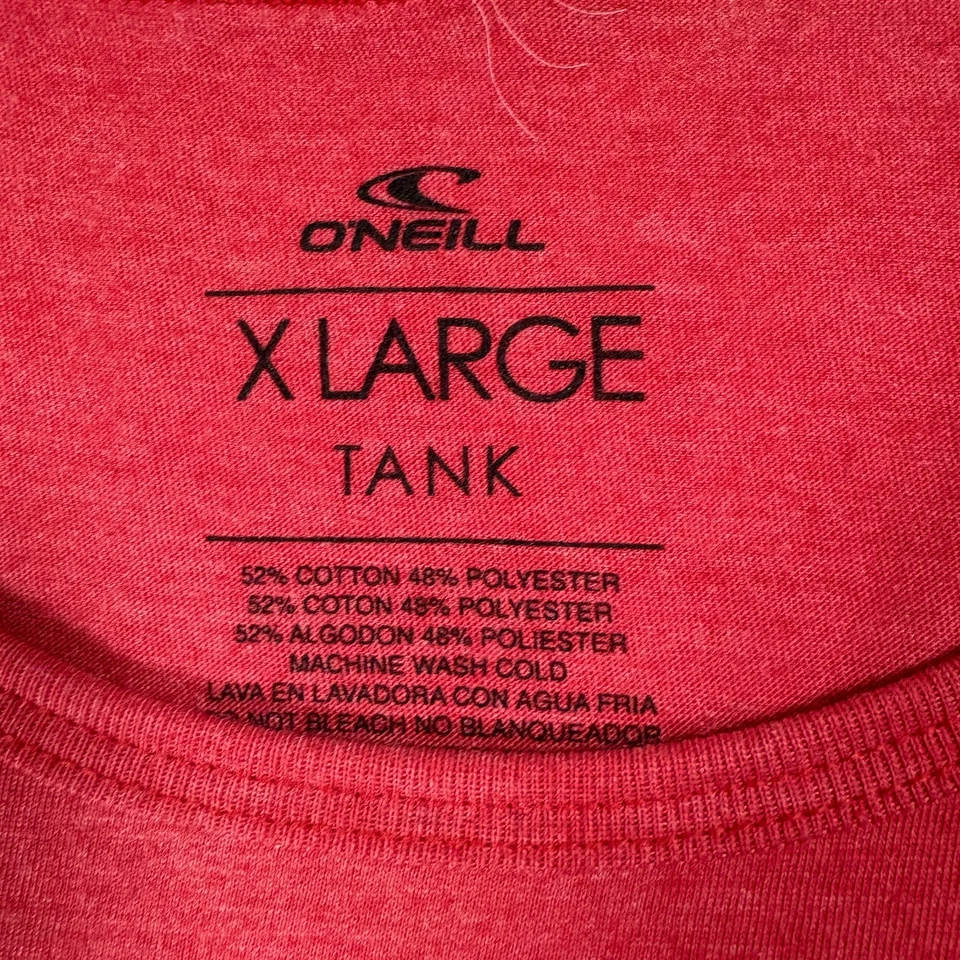 O'NEILL
X LARGE
TANK
52% COTTON 48% POLYESTER
52% COTON 48% POLYESTER
52% ALGODON 48% POLIESTER
MACHINE WASH COLD
LAVA EN LAVADORA CON AGUA FRIA
DO NOT BLEACH NO BLANQUEADOR